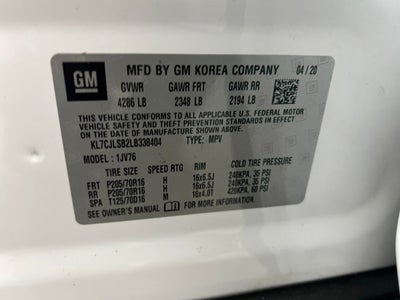 GM
MFD BY GM KOREA COMPANY 04/20
GVWR GAWR FRT GAWR RR
4286 LB 2348 LB 2194 LB
THIS VEHICLE CONFORMS TO ALL APPLICABLE U.S. FEDERAL MOTOR
VEHICLE SAFETY, BUMPER, AND THEFT PREVENTION STANDARDS IN
EFFECT ON THE DATE OF MANUFACTURE SHOWN ABOVE.
KL7CJLSB2LB338404 TYPE: MPV
MODEL: 1JV76
TIRE SIZE SPEED RTG RIM COLD TIRE PRESSURE
FRT P205/70R16 H 16x6.5J 240KPA, 35 PSI
RR P205/70R16 H 16x6.5J 240KPA, 35 PSI
SP T125/70D16 M 16x4.0T 420KPA, 60 PSI
SEE OWNER'S MANUAL FOR ADDITIONAL INFORMATION.